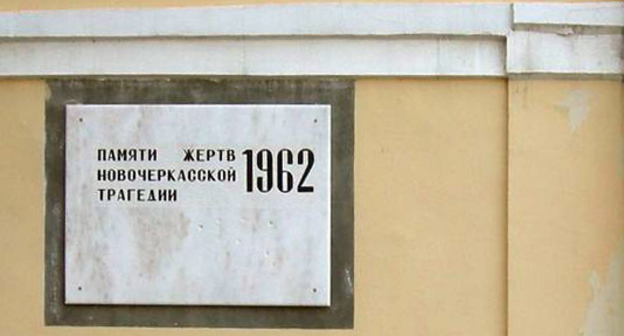 ПАМЯТИ ЖЕРТВ
НОВОЧЕРКАССКОЙ
ТРАГЕДИИ
1962